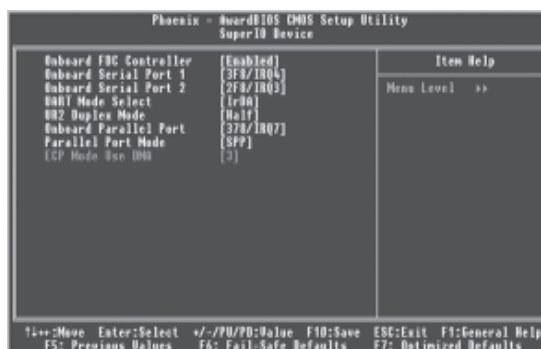 Phoenix - AwardBIOS CMOS Setup Utility
SuperIO Device
Onboard FDC Controller [Enabled]
Item Help
Onboard Serial Port 1 [3F8/IRQ4]
Onboard Serial Port 2 [2F8/IRQ3]
Menu Level >>
UART Mode Select [IrDA]
UR2 Duplex Mode [Half]
Onboard Parallel Port [378/IRQ7]
Parallel Port Mode [SPP]
ECP Mode Use DMA [3]
↑↓→←:Move Enter:Select +/-/PU/PD:Value F10:Save ESC:Exit F1:General Help
F5: Previous Values F6: Fail-Safe Defaults F7: Optimized Defaults